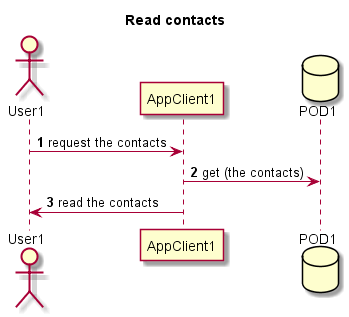 Read contacts
User1
AppClient1
POD1
1 request the contacts
2 get (the contacts)
3 read the contacts
User1
AppClient1
POD1